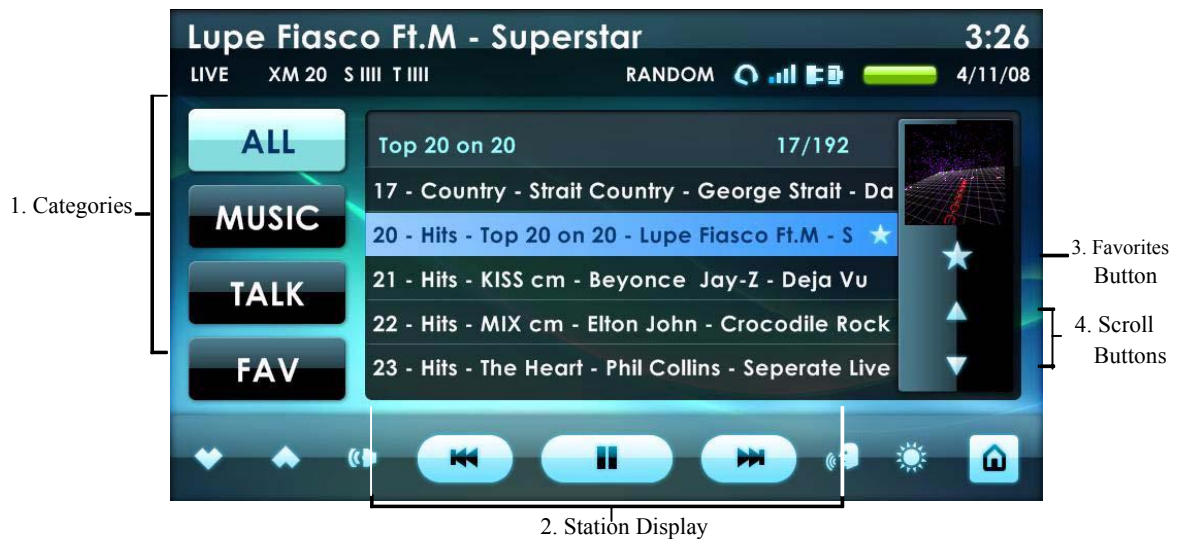 Lupe Fiasco Ft.M - Superstar 3:26
LIVE XM 20 S IIII T IIII RANDOM 4/11/08
ALL
MUSIC
TALK
FAV
Top 20 on 20 17/192
17 - Country - Strait Country - George Strait - Da
20 - Hits - Top 20 on 20 - Lupe Fiasco Ft.M - S
21 - Hits - KISS cm - Beyonce Jay-Z - Deja Vu
22 - Hits - MIX cm - Elton John - Crocodile Rock
23 - Hits - The Heart - Phil Collins - Seperate Live
1. Categories
2. Station Display
3. Favorites
Button
4. Scroll
Buttons